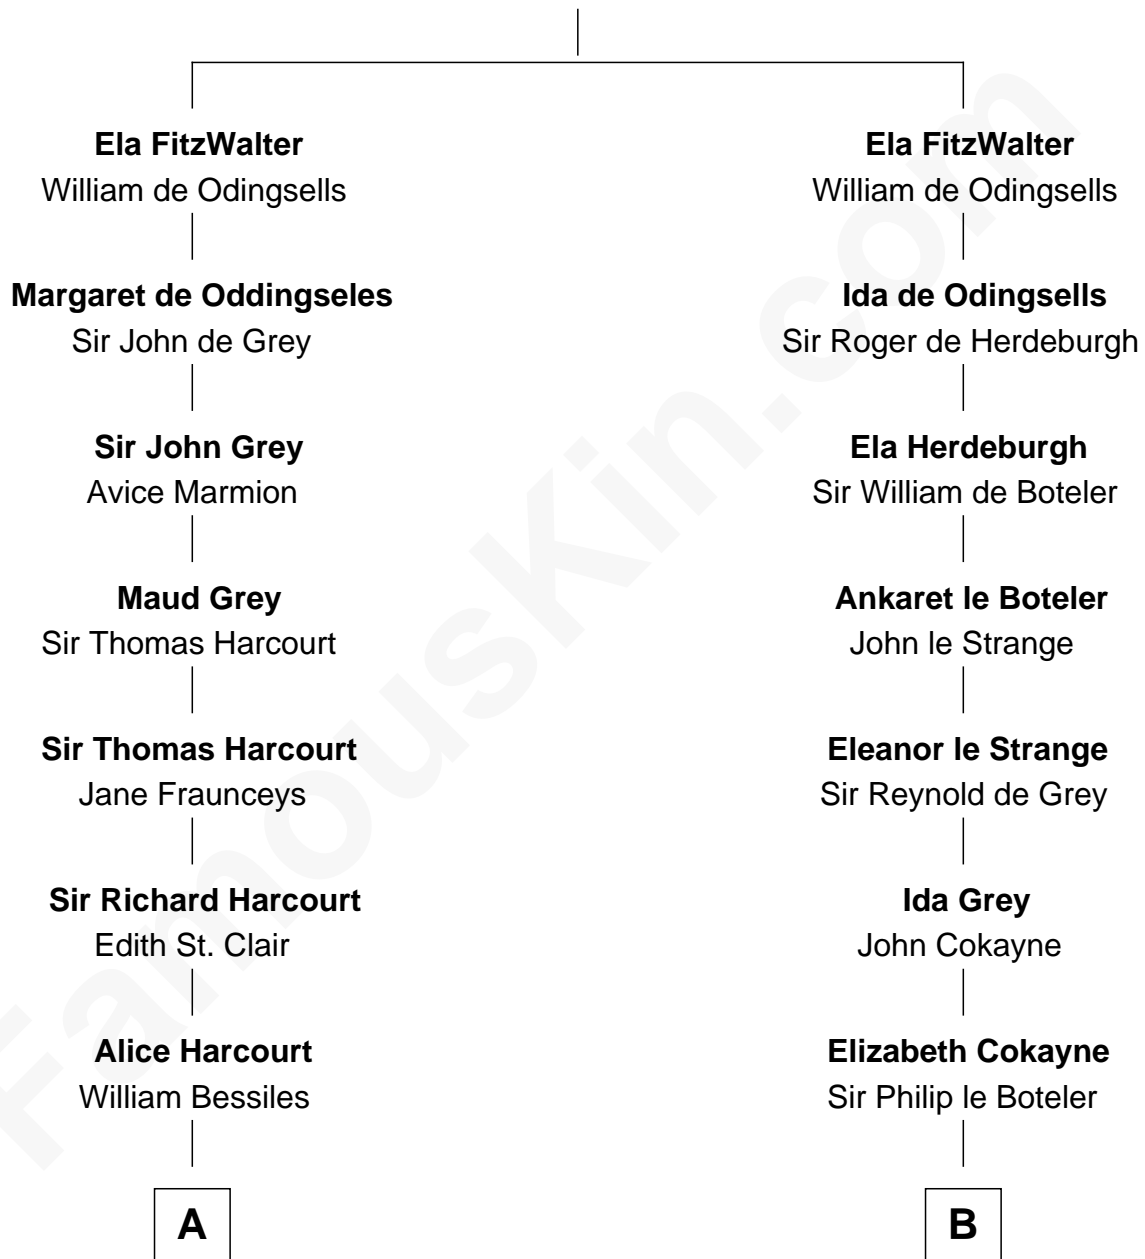 Ela FitzWalter
William de Odingsells
Margaret de Oddingseles
Sir John de Grey
Sir John Grey
Avice Marmion
Maud Grey
Sir Thomas Harcourt
Sir Thomas Harcourt
Jane Fraunceys
Sir Richard Harcourt
Edith St. Clair
Alice Harcourt
William Bessiles
A
Ela FitzWalter
William de Odingsells
Ida de Odingsells
Sir Roger de Herdeburgh
Ela Herdeburgh
Sir William de Boteler
Ankaret le Boteler
John le Strange
Eleanor le Strange
Sir Reynold de Grey
Ida Grey
John Cokayne
Elizabeth Cokayne
Sir Philip le Boteler
B
FamousKin.com